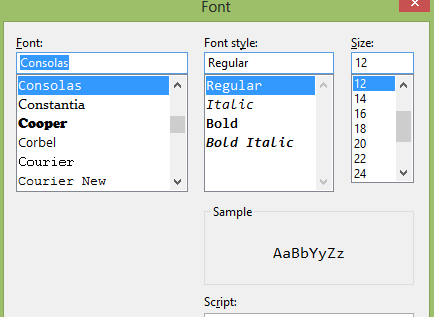 Font
Font:
Consolas
Consolas
Constantia
Cooper
Corbel
Courier
Courier New
Font style:
Regular
Regular
Italic
Bold
Bold Italic
Size:
12
12
14
16
18
20
22
24
Sample
AaBbYyZz
Script: